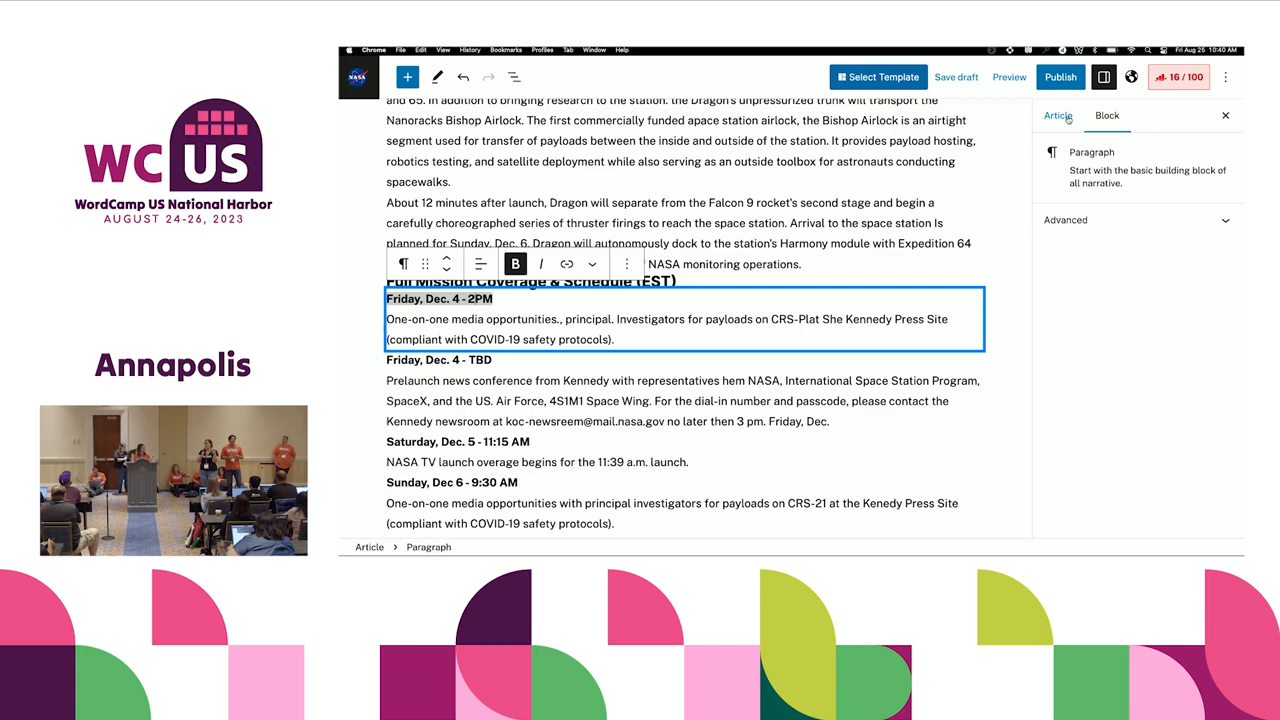 WC US
WordCamp US National Harbor
AUGUST 24-26, 2023
Annapolis
Chrome File Edit View History Bookmarks Profiles Tab Window Help
Fri Aug 25 10:40 AM
NASA
Select Template
Save draft
Preview
Publish
16 / 100
and 65. In addition to bringing research to the station. the Dragon's unpressurized trunk will transport the
Nanoracks Bishop Airlock. The first commercially funded apace station airlock, the Bishop Airlock is an airtight
segment used for transfer of payloads between the inside and outside of the station. It provides payload hosting,
robotics testing, and satellite deployment while also serving as an outside toolbox for astronauts conducting
spacewalks.
About 12 minutes after launch, Dragon will separate from the Falcon 9 rocket's second stage and begin a
carefully choreographed series of thruster firings to reach the space station. Arrival to the space station Is
planned for Sunday, Dec. 6. Dragon will autonomously dock to the station's Harmony module with Expedition 64
NASA monitoring operations.
B I
Full Mission Coverage & Schedule (EST)
Friday, Dec. 4 - 2PM
One-on-one media opportunities., principal. Investigators for payloads on CRS-Plat She Kennedy Press Site
(compliant with COVID-19 safety protocols).
Friday, Dec. 4 - TBD
Prelaunch news conference from Kennedy with representatives hem NASA, International Space Station Program,
SpaceX, and the US. Air Force, 4S1M1 Space Wing. For the dial-in number and passcode, please contact the
Kennedy newsroom at koc-newsreem@mail.nasa.gov no later then 3 pm. Friday, Dec.
Saturday, Dec. 5 - 11:15 AM
NASA TV launch overage begins for the 11:39 a.m. launch.
Sunday, Dec 6 - 9:30 AM
One-on-one media opportunities with principal investigators for payloads on CRS-21 at the Kenedy Press Site
(compliant with COVID-19 safety protocols).
Article
Block
Paragraph
Start with the basic building block of
all narrative.
Advanced
Article > Paragraph